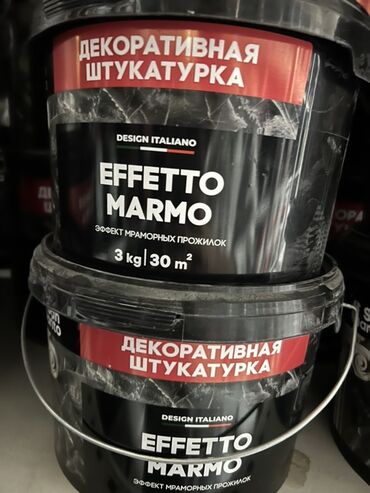 ДЕКОРАТИВНАЯ
ШТУКАТУРКА
DESIGN ITALIANO
EFFETTO
MARMO
ЭФФЕКТ МРАМОРНЫХ ПРОЖИЛОК
3 kg | 30 m²
ДЕКОРАТИВНАЯ
ШТУКАТУРКА
DESIGN ITALIANO
EFFETTO
MARMO
ЭФФЕКТ МРАМОРНЫХ ПРОЖИЛОК